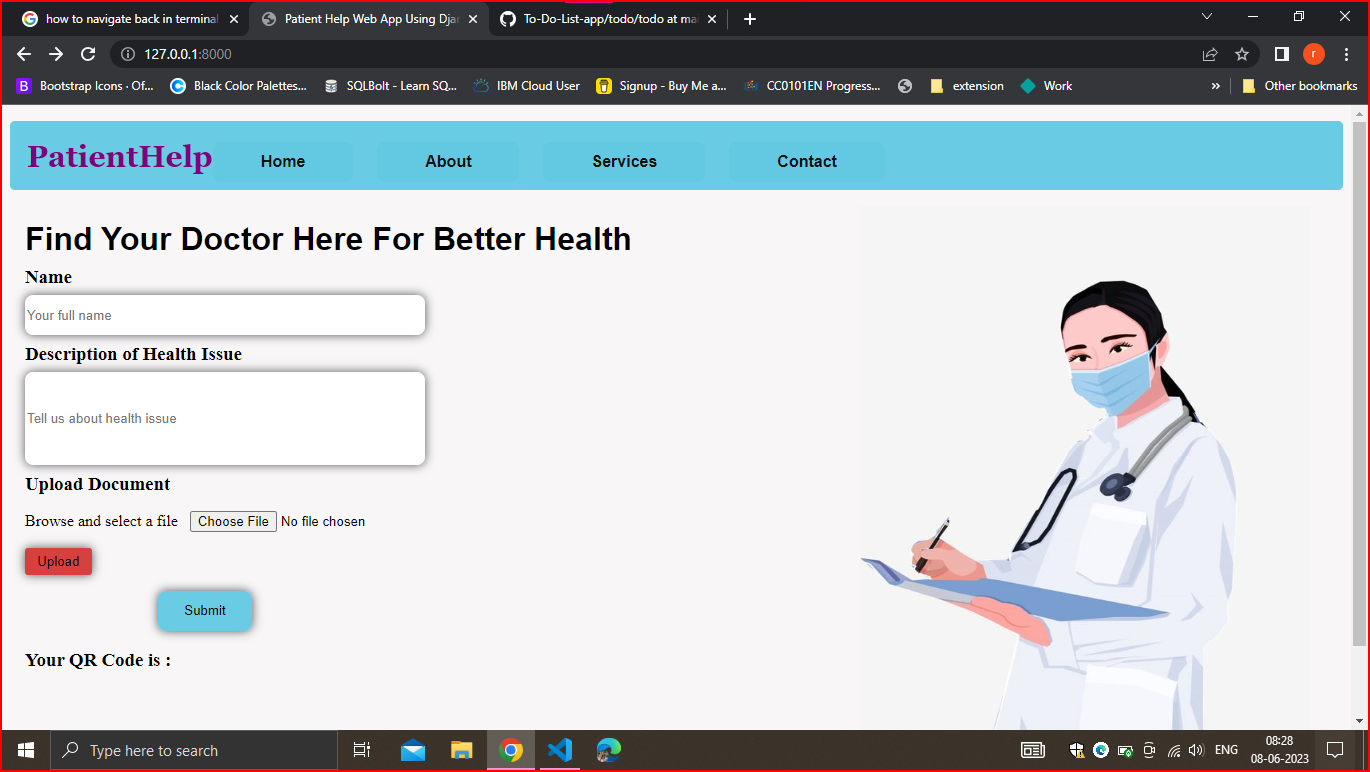 how to navigate back in terminal
Patient Help Web App Using Djan
To-Do-List-app/todo/todo at ma
127.0.0.1:8000
r
B Bootstrap Icons · Of...
Black Color Palettes...
SQLBolt - Learn SQ...
IBM Cloud User
Signup - Buy Me a...
CC0101EN Progress...
extension
Work
»
Other bookmarks
PatientHelp
Home
About
Services
Contact
Find Your Doctor Here For Better Health
Name
Your full name
Description of Health Issue
Tell us about health issue
Upload Document
Browse and select a file Choose File No file chosen
Upload
Submit
Your QR Code is :
Type here to search
ENG
08:28
08-06-2023